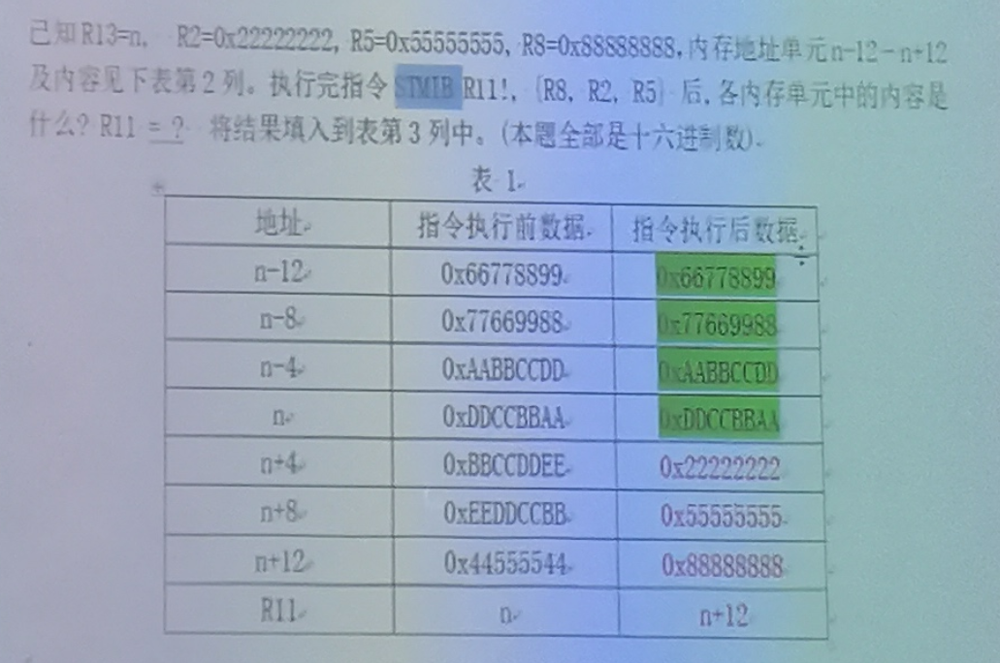 已知R13=n, R2=0x22222222, R5=0x55555555, R8=0x88888888,内存地址单元n-12-n+12
及内容见下表第2列。执行完指令 STMIB R11!, {R8, R2, R5} 后,各内存单元中的内容是
什么? R11 = ? 将结果填入到表第3列中。(本题全部是十六进制数)
表 1
地址 指令执行前数据 指令执行后数据
n-12 0x66778899 0x66778899
n-8 0x77669988 0x77669988
n-4 0xAABBCCDD 0xAABBCCDD
n 0xDDCCBBAA 0xDDCCBBAA
n+4 0xBBCCDDEE 0x22222222
n+8 0xEEDDCCBB 0x55555555
n+12 0x44555544 0x88888888
R11 n n+12